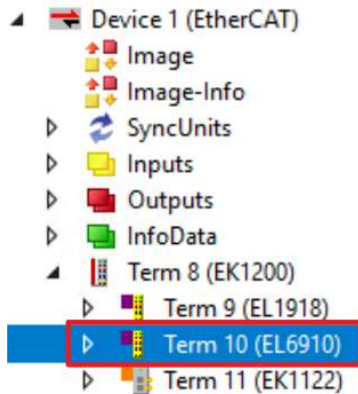 Device 1 (EtherCAT)
Image
Image-Info
SyncUnits
Inputs
Outputs
InfoData
Term 8 (EK1200)
Term 9 (EL1918)
Term 10 (EL6910)
Term 11 (EK1122)